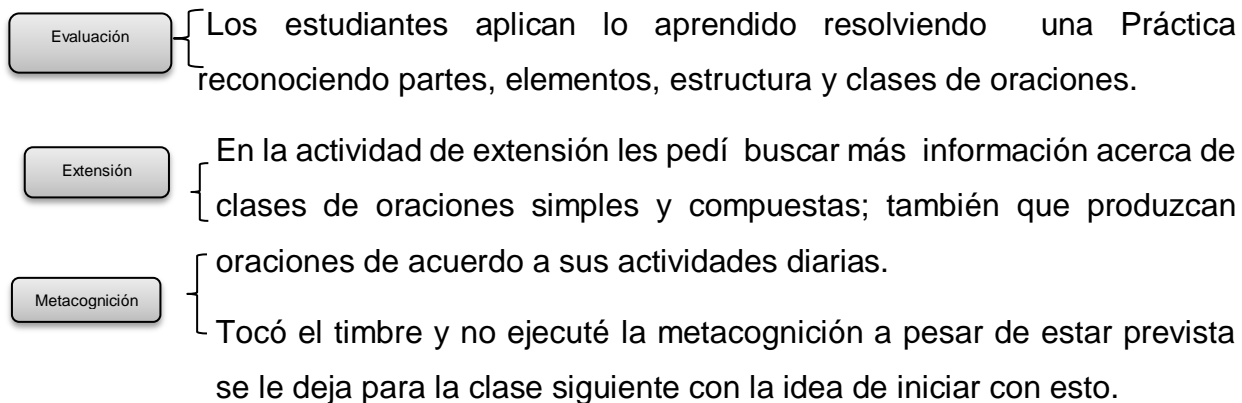 Evaluación
Los estudiantes aplican lo aprendido resolviendo una Práctica
reconociendo partes, elementos, estructura y clases de oraciones.
Extensión
En la actividad de extensión les pedí buscar más información acerca de
clases de oraciones simples y compuestas; también que produzcan
oraciones de acuerdo a sus actividades diarias.
Metacognición
Tocó el timbre y no ejecuté la metacognición a pesar de estar prevista
se le deja para la clase siguiente con la idea de iniciar con esto.